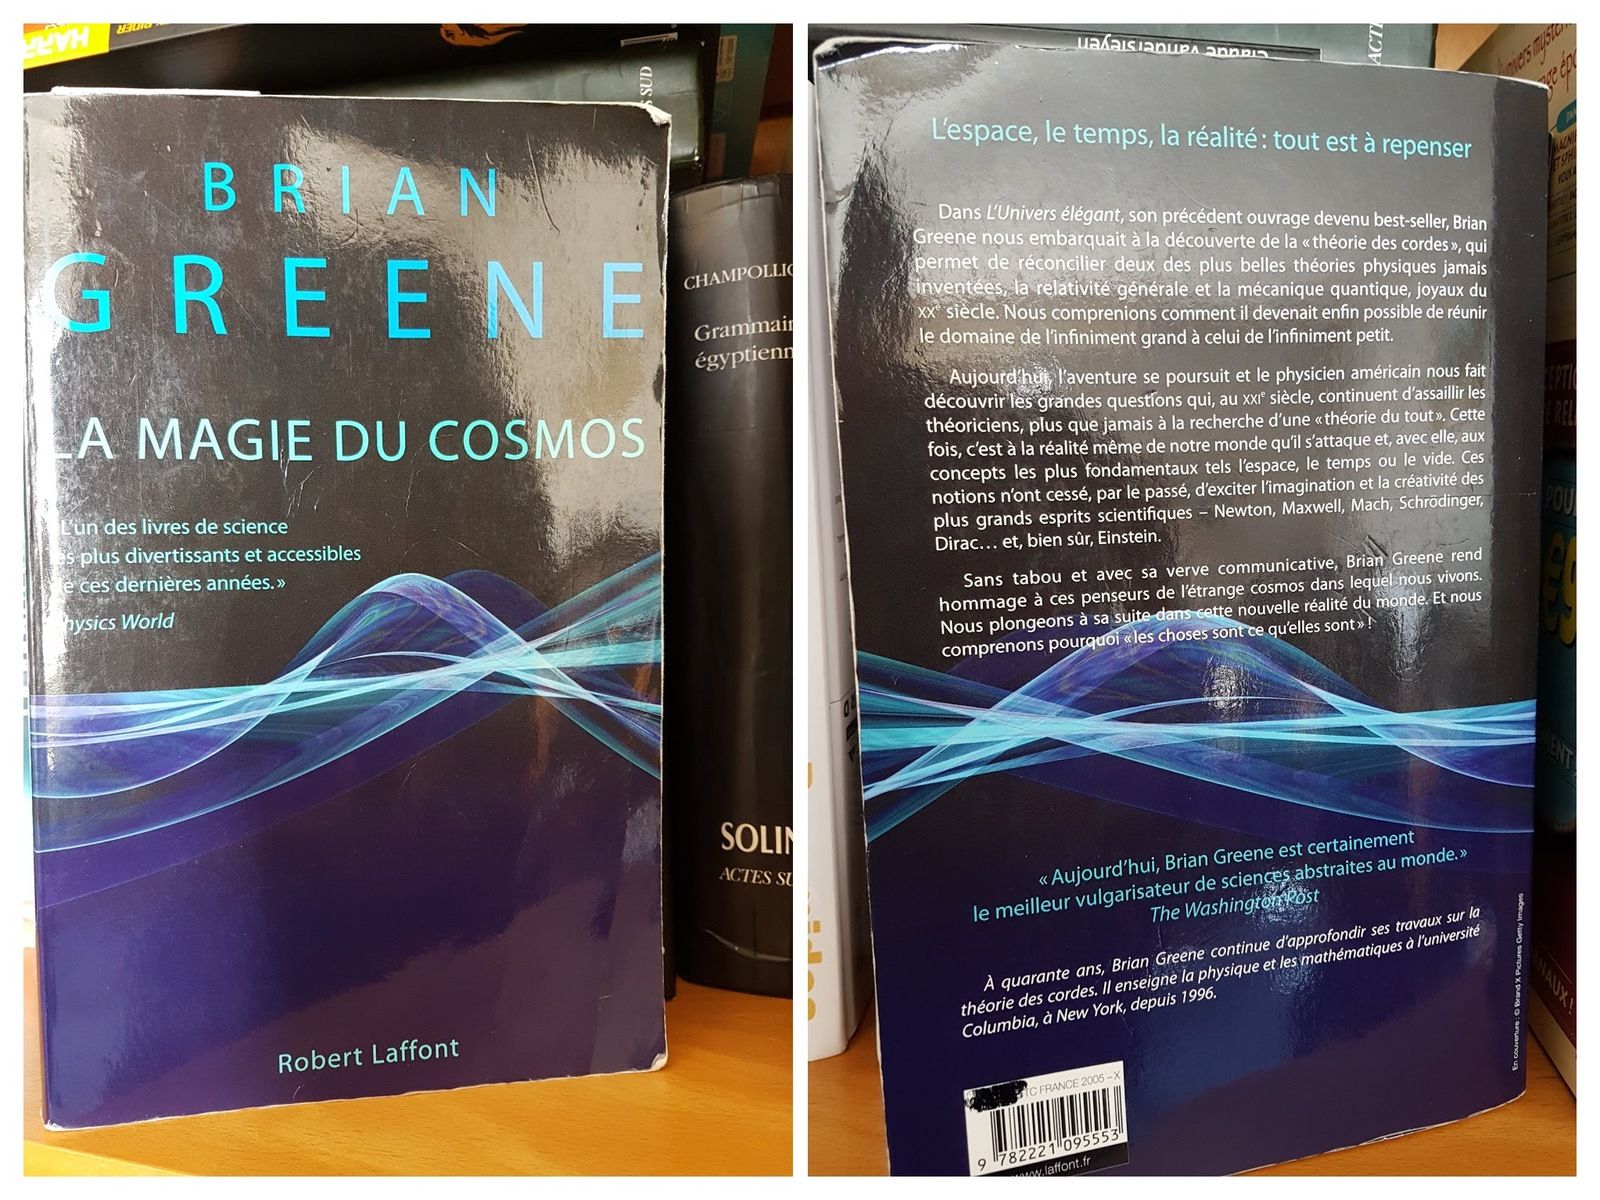 HARR
RIDER
S SUD
BRIAN
GREENE
LA MAGIE DU COSMOS
L'un des livres de science
es plus divertissants et accessibles
e ces dernières années. »
hysics World
Robert Laffont
CHAMPOLLIO
Grammair
égyptienn
SOLIN
ACTES SU
Claude Vandersleyen
ACTE
L'espace, le temps, la réalité : tout est à repenser
Dans L'Univers élégant, son précédent ouvrage devenu best-seller, Brian
Greene nous embarquait à la découverte de la « théorie des cordes », qui
permet de réconcilier deux des plus belles théories physiques jamais
inventées, la relativité générale et la mécanique quantique, joyaux du
XXe siècle. Nous comprenions comment il devenait enfin possible de réunir
le domaine de l'infiniment grand à celui de l'infiniment petit.
Aujourd'hui, l'aventure se poursuit et le physicien américain nous fait
découvrir les grandes questions qui, au XXIe siècle, continuent d'assaillir les
théoriciens, plus que jamais à la recherche d'une « théorie du tout ». Cette
fois, c'est à la réalité même de notre monde qu'il s'attaque et, avec elle, aux
concepts les plus fondamentaux tels l'espace, le temps ou le vide. Ces
notions n'ont cessé, par le passé, d'exciter l'imagination et la créativité des
plus grands esprits scientifiques – Newton, Maxwell, Mach, Schrödinger,
Dirac… et, bien sûr, Einstein.
Sans tabou et avec sa verve communicative, Brian Greene rend
hommage à ces penseurs de l'étrange cosmos dans lequel nous vivons.
Nous plongeons à sa suite dans cette nouvelle réalité du monde. Et nous
comprenons pourquoi « les choses sont ce qu'elles sont » !
« Aujourd'hui, Brian Greene est certainement
le meilleur vulgarisateur de sciences abstraites au monde. »
The Washington Post
À quarante ans, Brian Greene continue d'approfondir ses travaux sur la
théorie des cordes. Il enseigne la physique et les mathématiques à l'université
Columbia, à New York, depuis 1996.
En couverture : © Brand X Pictures Getty Images
TC FRANCE 2005 – X
9 782221 095553
www.laffont.fr